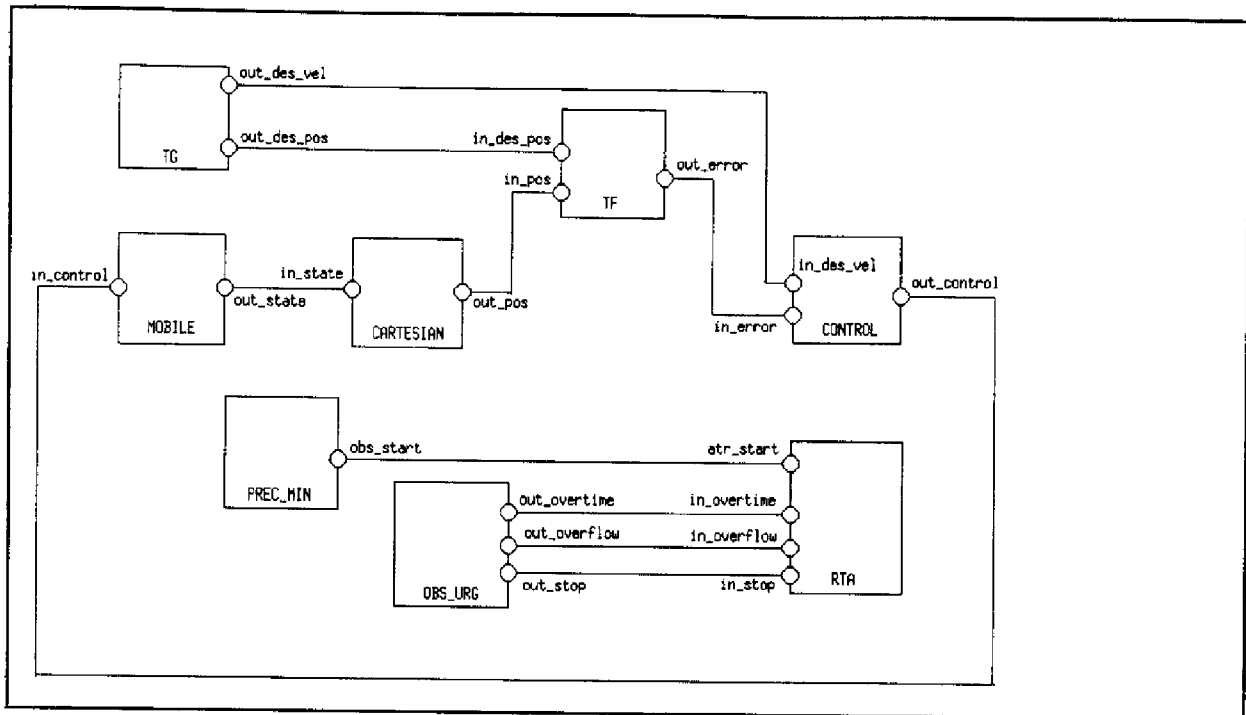 out_des_vel
out_des_pos
in_des_pos
TG
out_error
in_pos
TF
in_control
in_state
in_des_vel
out_control
out_state
out_pos
in_error
MOBILE
CARTESIAN
CONTROL
obs_start
atr_start
PREC_MIN
out_overtime
in_overtime
out_overflow
in_overflow
out_stop
in_stop
OBS_URG
RTA